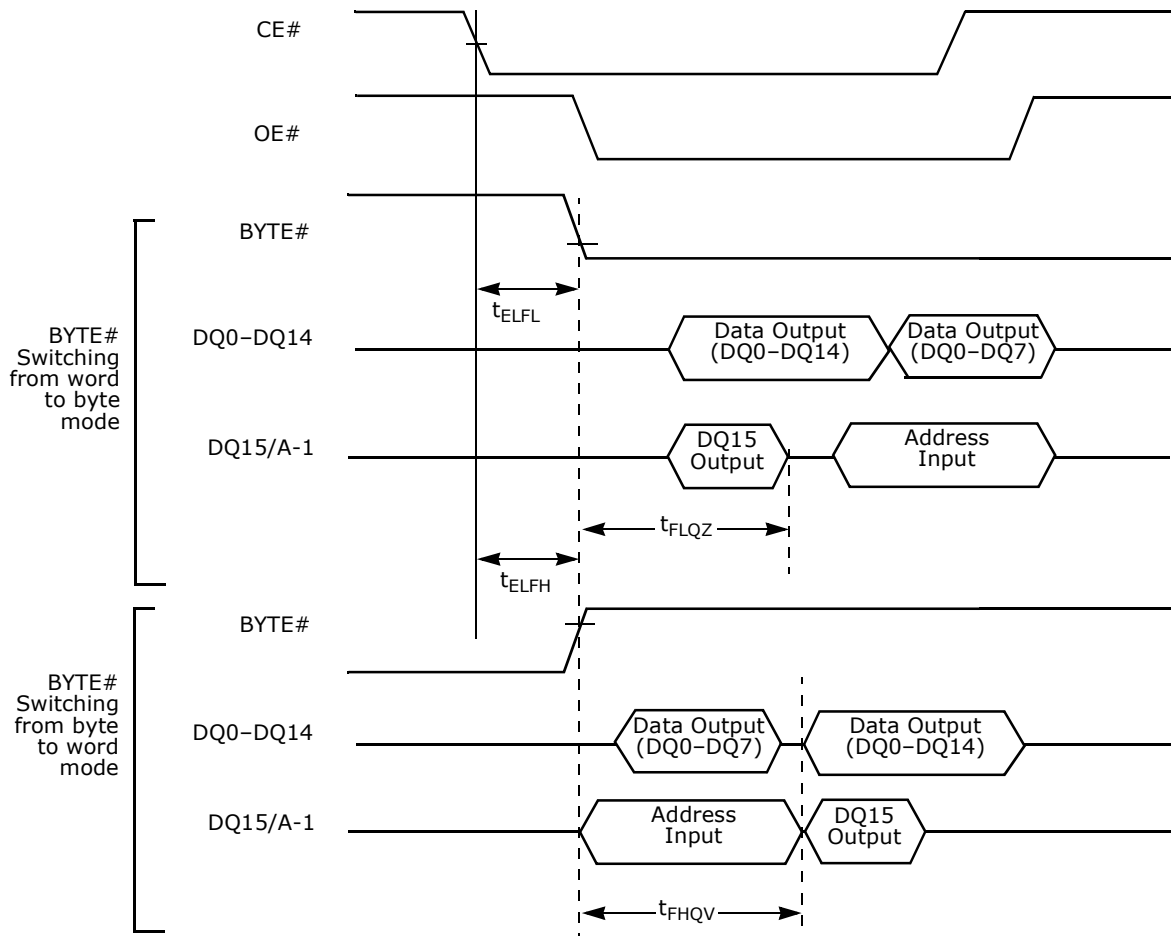 CE#
OE#
BYTE#
tELFL
BYTE#
Switching
from word
to byte
mode
DQ0–DQ14
Data Output
(DQ0–DQ14)
Data Output
(DQ0–DQ7)
DQ15/A-1
DQ15
Output
Address
Input
tFLQZ
tELFH
BYTE#
BYTE#
Switching
from byte
to word
mode
DQ0–DQ14
Data Output
(DQ0–DQ7)
Data Output
(DQ0–DQ14)
DQ15/A-1
Address
Input
DQ15
Output
tFHQV